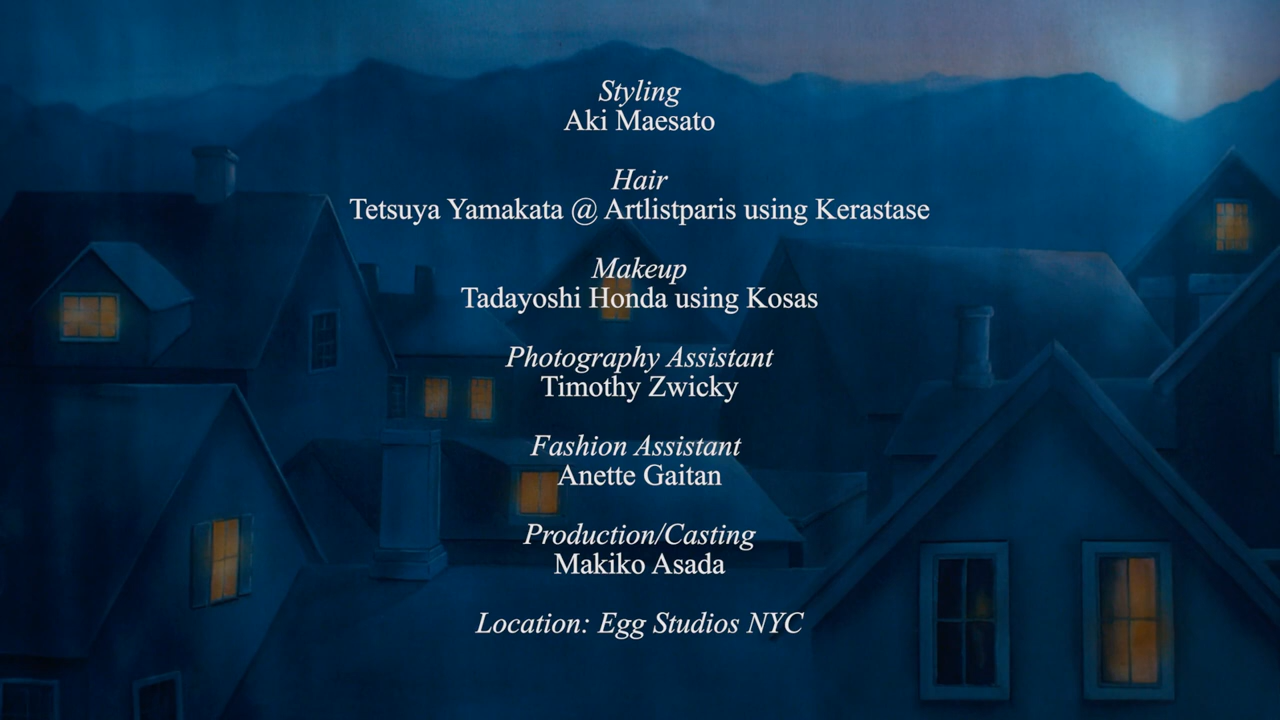 Styling
Aki Maesato
Hair
Tetsuya Yamakata @ Artlistparis using Kerastase
Makeup
Tadayoshi Honda using Kosas
Photography Assistant
Timothy Zwicky
Fashion Assistant
Anette Gaitan
Production/Casting
Makiko Asada
Location: Egg Studios NYC